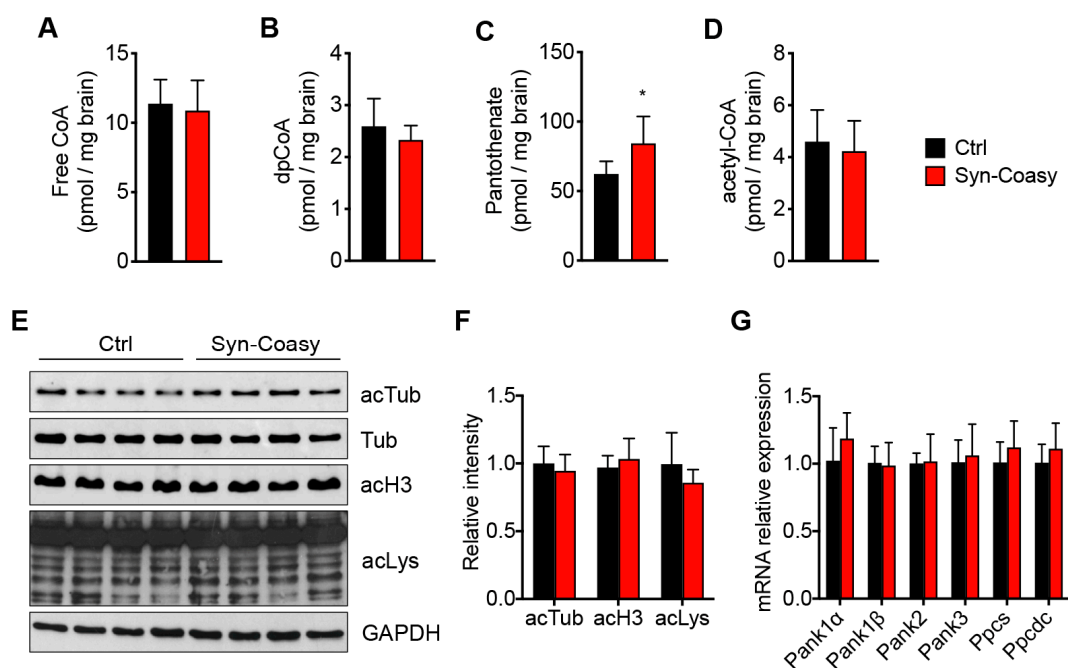 A
Free CoA
(pmol / mg brain)
15
10
5
0
B
dpCoA
(pmol / mg brain)
4
3
2
1
0
C
Pantothenate
(pmol / mg brain)
150
100
50
0
*
D
acetyl-CoA
(pmol / mg brain)
8
6
4
2
0
Ctrl
Syn-Coasy
E
Ctrl Syn-Coasy
acTub
Tub
acH3
acLys
GAPDH
F
Relative intensity
1.5
1.0
0.5
0.0
acTub acH3 acLys
G
mRNA relative expression
1.5
1.0
0.5
0.0
Pank1α
Pank1β
Pank2
Pank3
Ppcs
Ppcdc